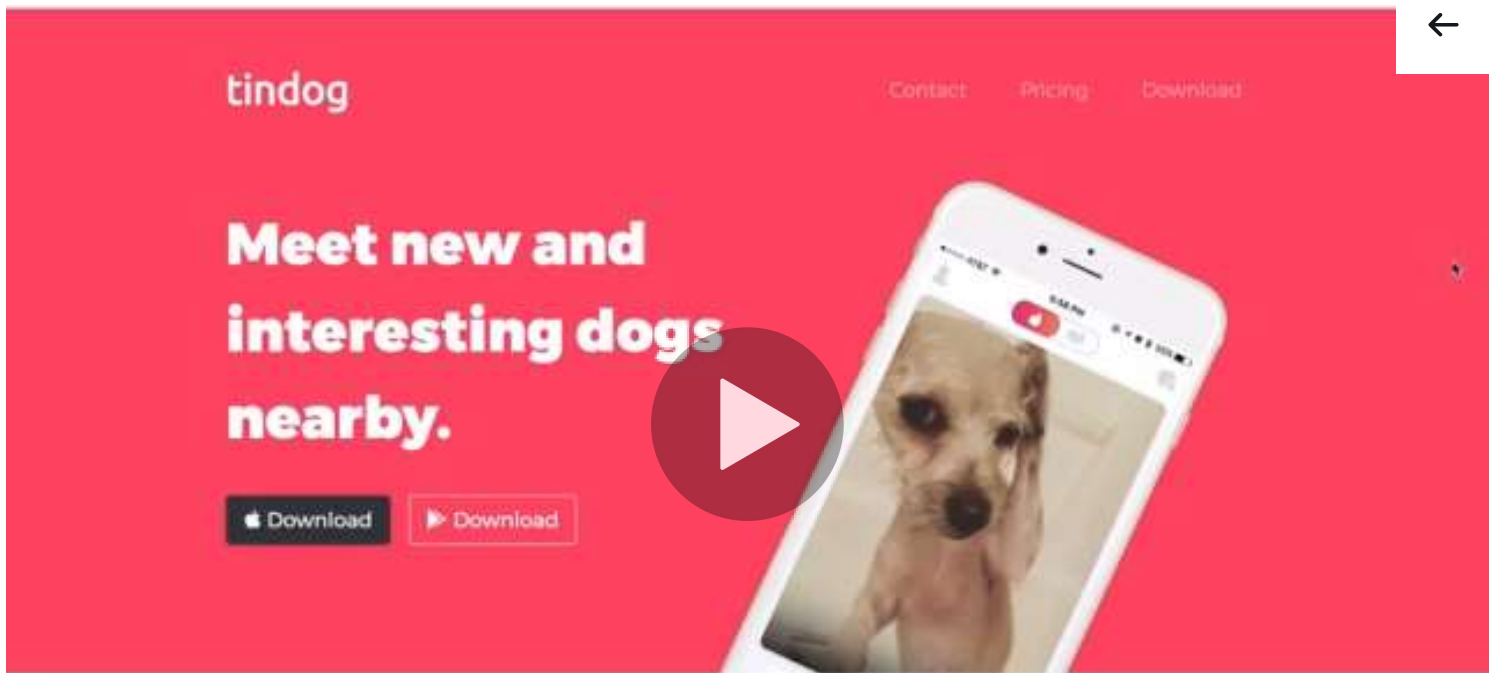 tindog
Contact Pricing Download
Meet new and
interesting dogs
nearby.
Download Download